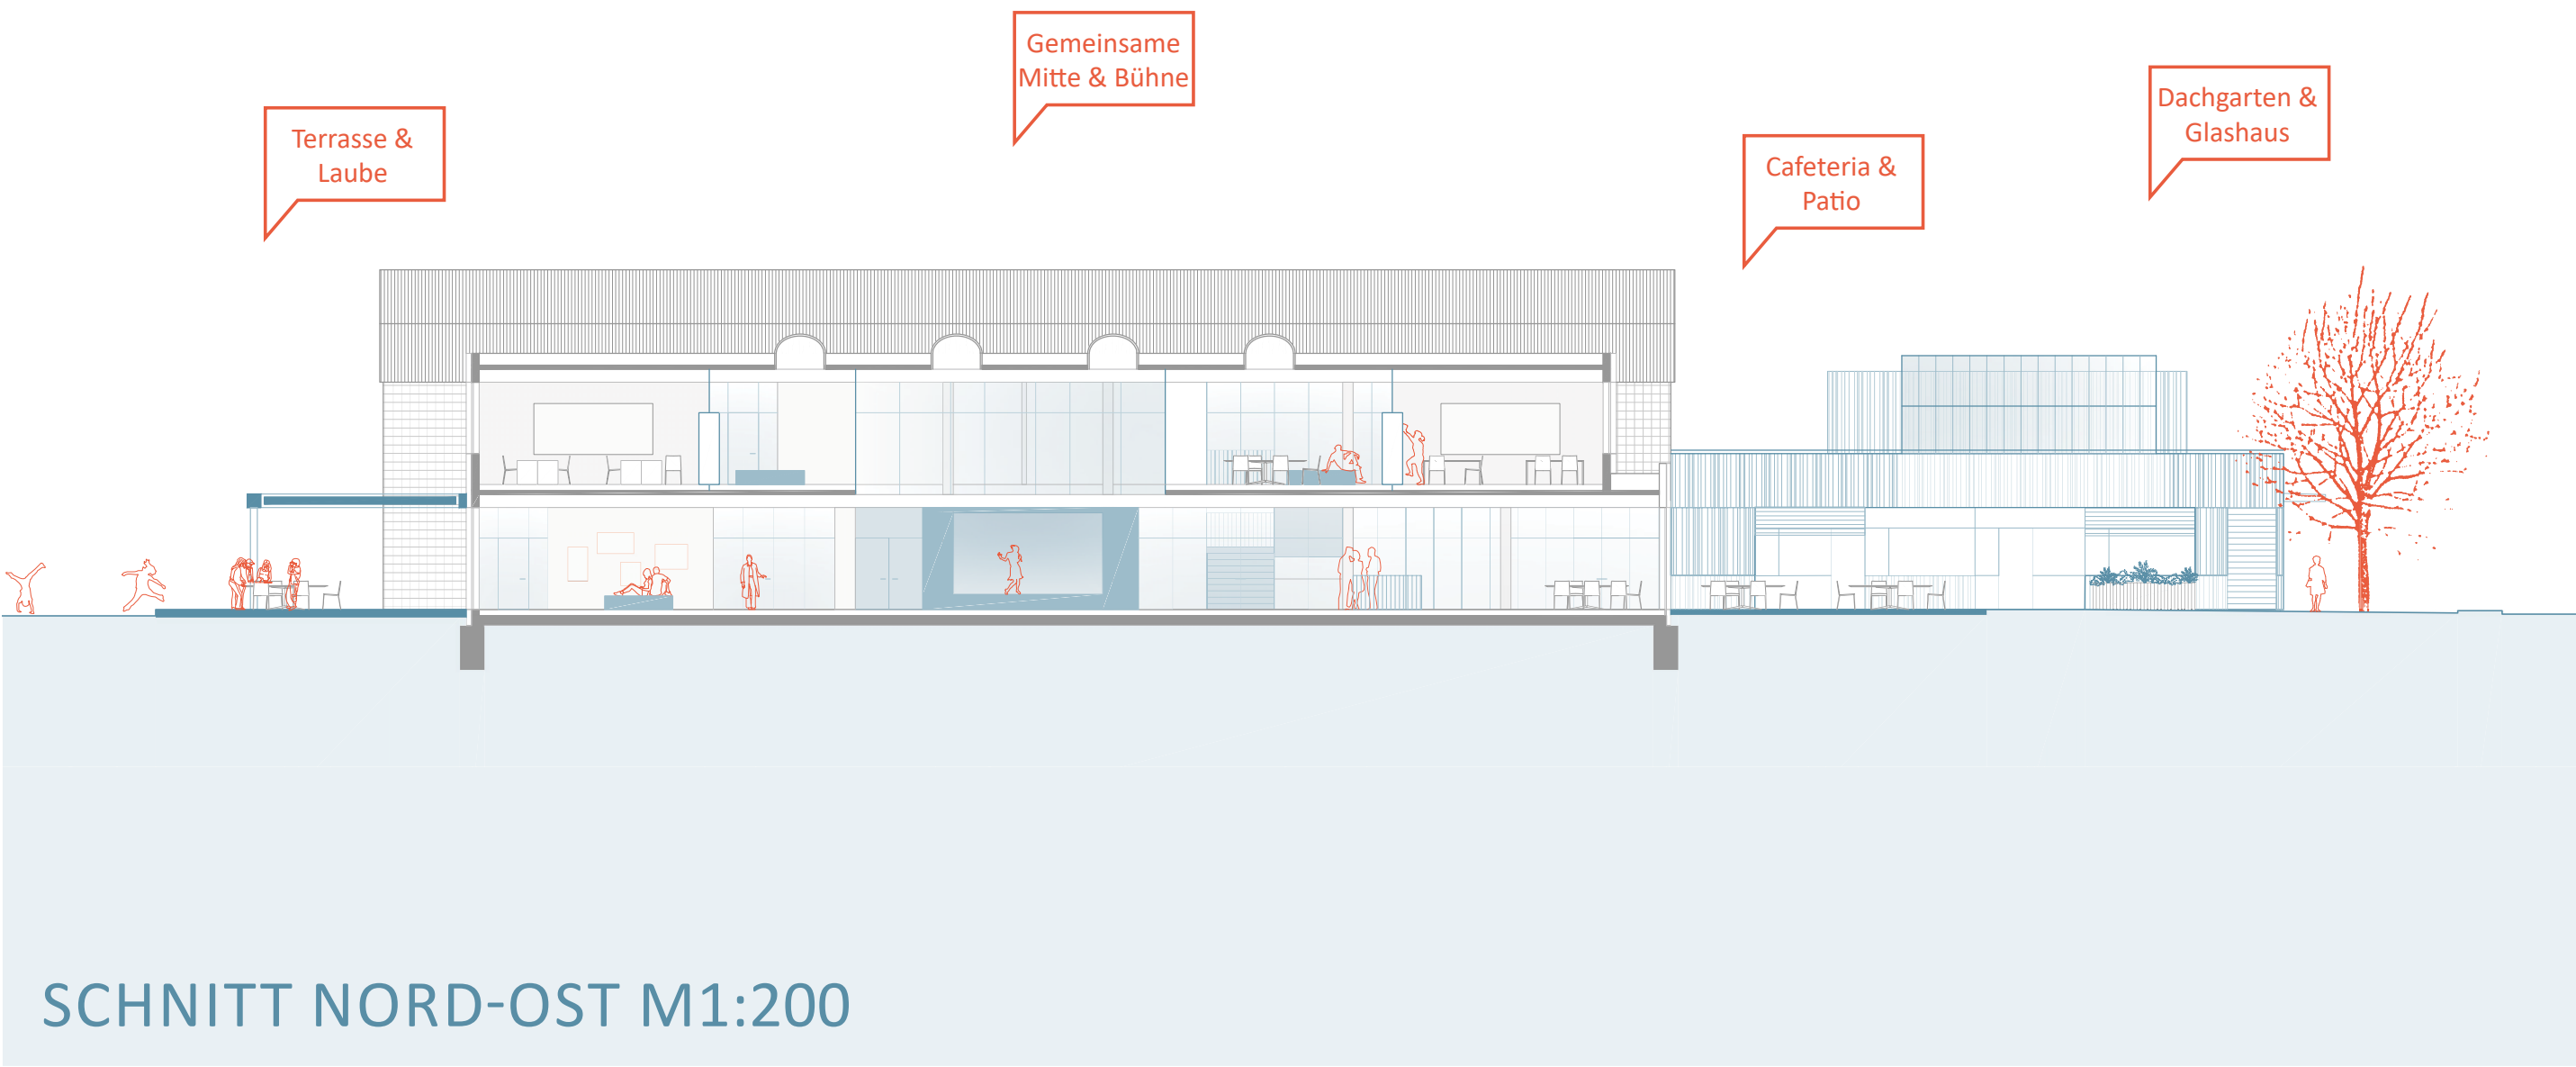 Gemeinsame
Mitte & Bühne
Terrasse &
Laube
Cafeteria &
Patio
Dachgarten &
Glashaus
SCHNITT NORD-OST M1:200